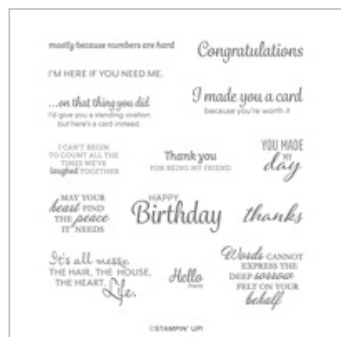 mostly because numbers are hard
Congratulations
I'M HERE IF YOU NEED ME.
...on that thing you did
I'd give you a standing ovation
but here's a card instead.
I made you a card
because you're worth it
I CAN'T BEGIN
TO COUNT ALL THE
TIMES WE'VE
laughed TOGETHER
Thank you
FOR BEING MY FRIEND
YOU MADE
MY
day
MAY YOUR
heart FIND
THE peace
IT NEEDS
HAPPY
Birthday
thanks
It's all messy.
THE HAIR, THE HOUSE,
THE HEART.
Life.
Hello
there
Words CANNOT
EXPRESS THE
DEEP sorrow
FELT ON YOUR
behalf
©STAMPIN' UP!